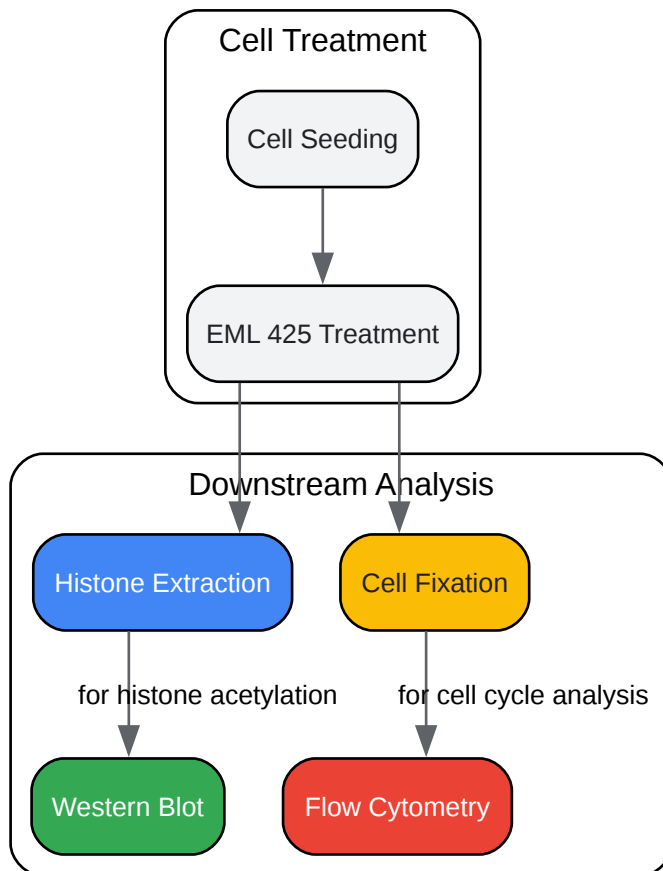 Cell Treatment
Cell Seeding
EML 425 Treatment
Downstream Analysis
Histone Extraction
Cell Fixation
for histone acetylation
for cell cycle analysis
Western Blot
Flow Cytometry